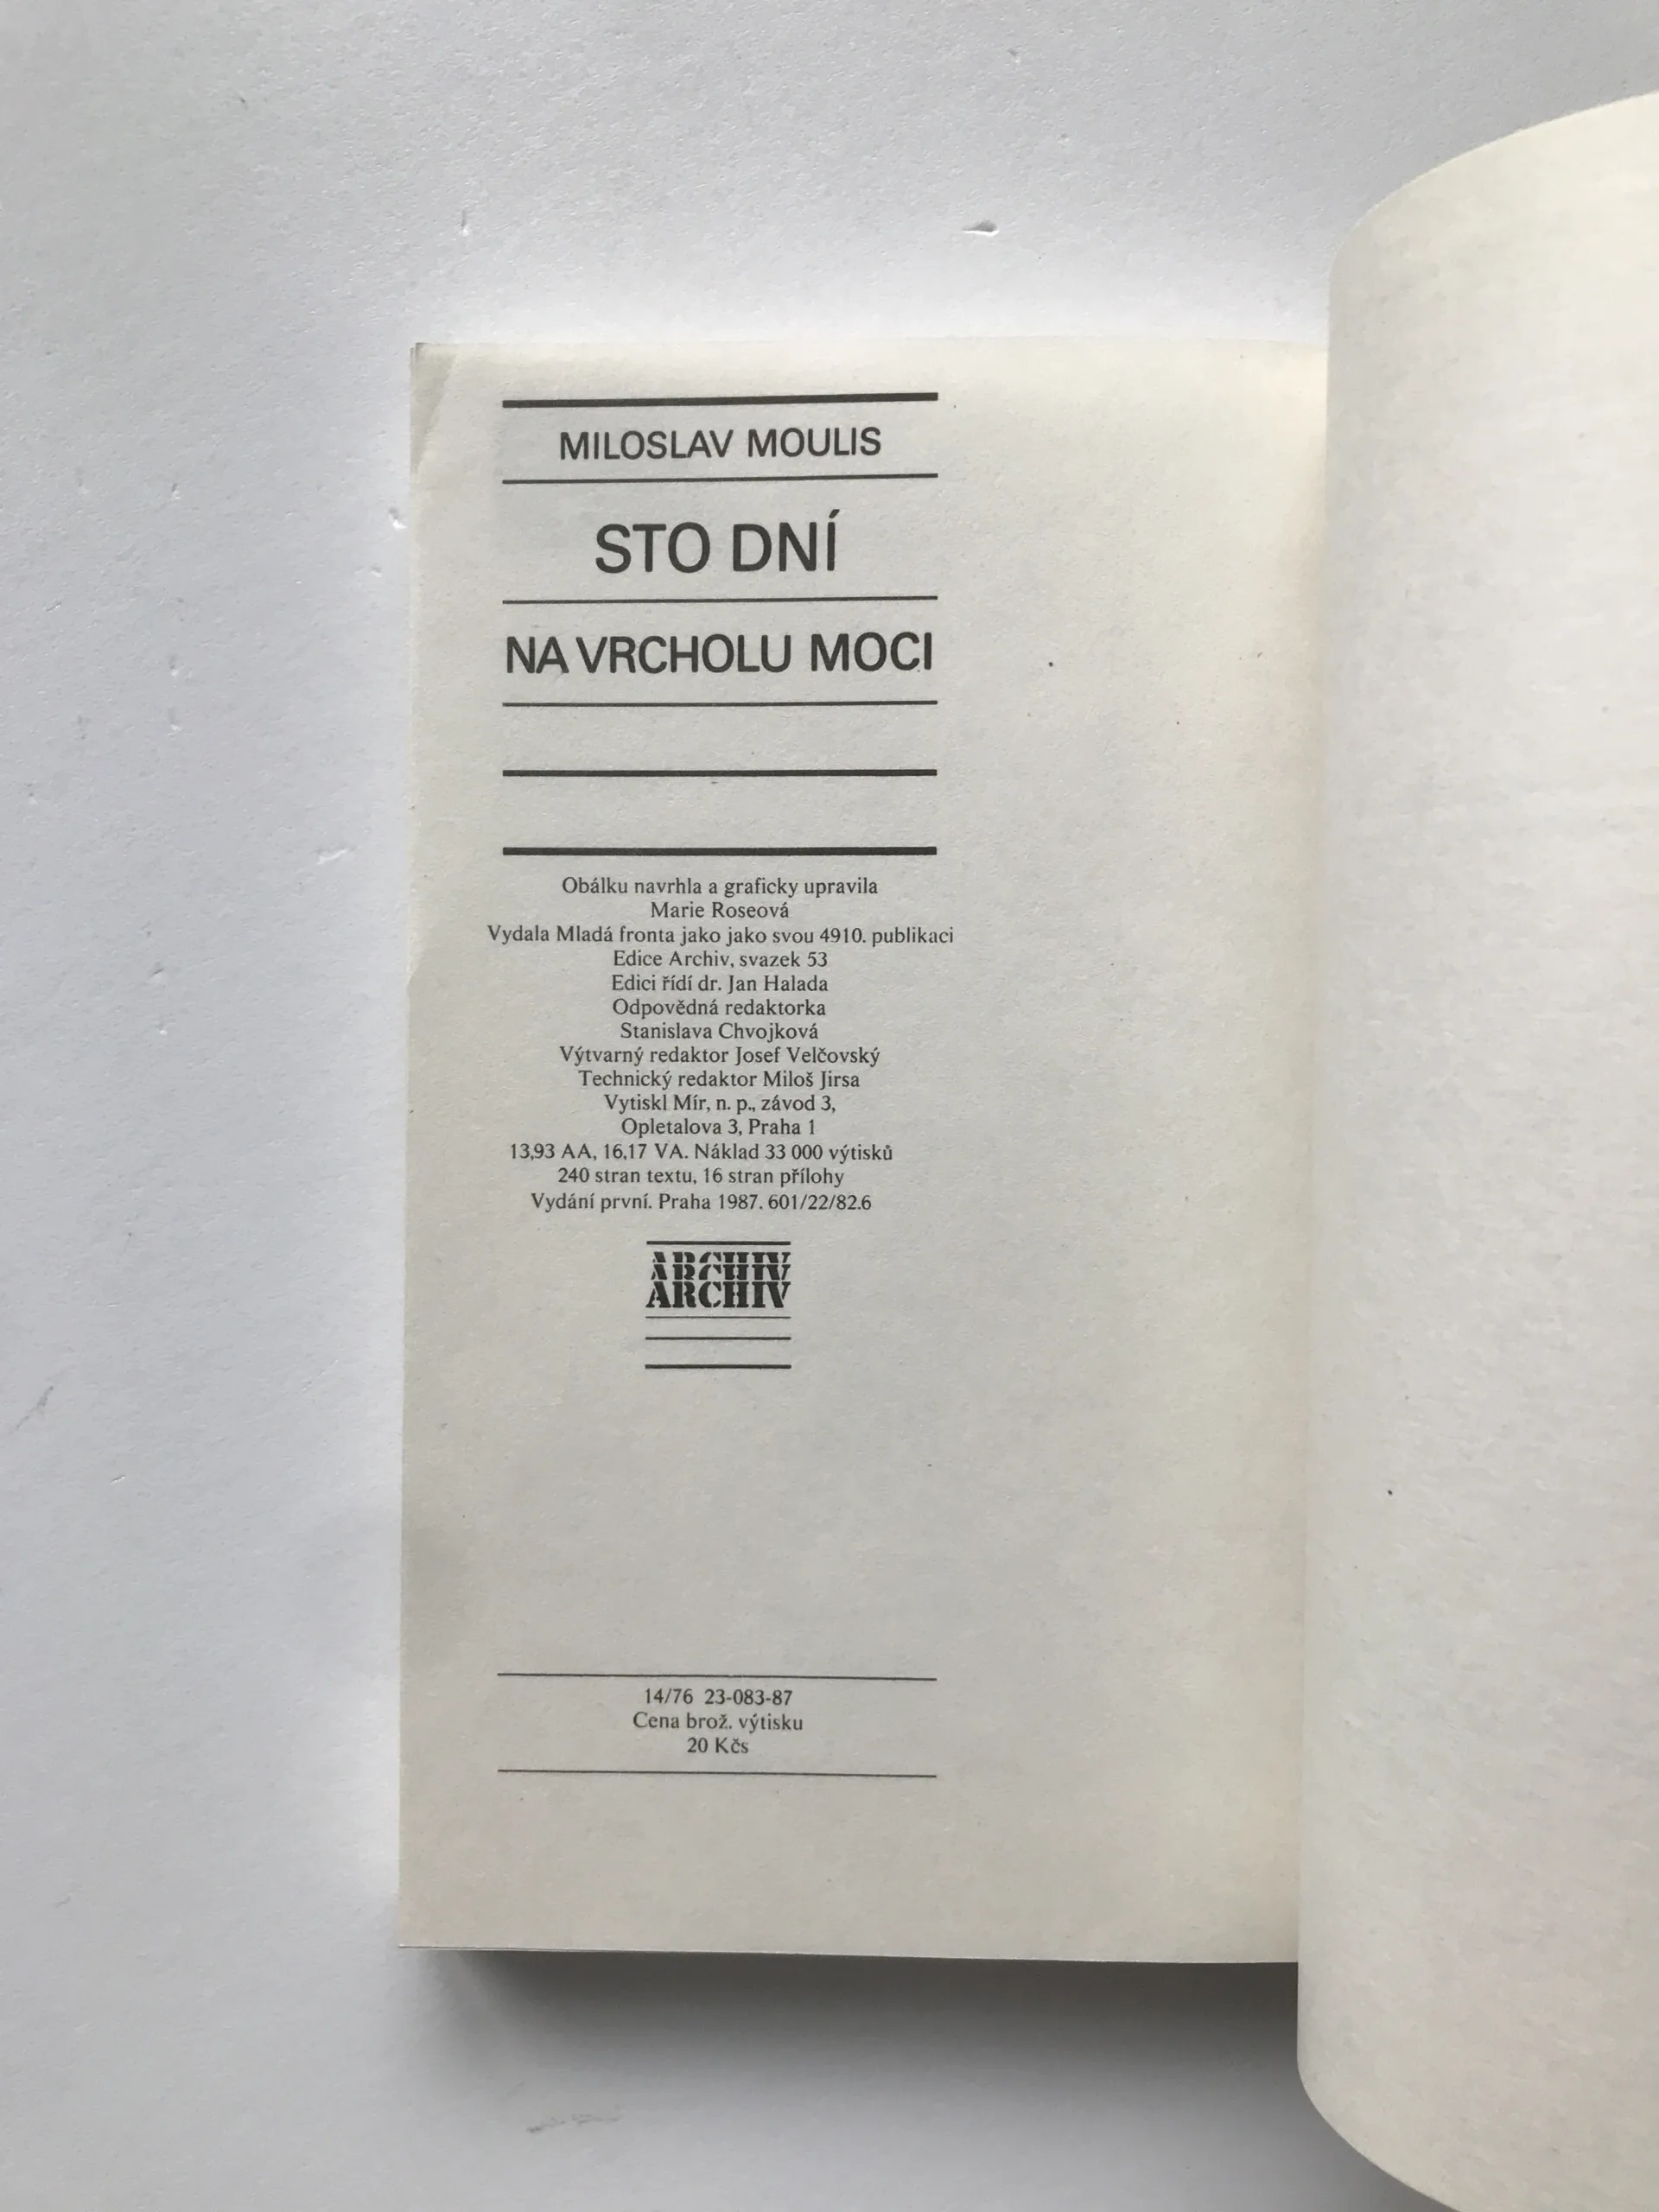 MILOSLAV MOULIS
STO DNÍ
NA VRCHOLU MOCI
Obálku navrhla a graficky upravila
Marie Roseová
Vydala Mladá fronta jako jako svou 4910. publikaci
Edice Archiv, svazek 53
Edici řídí dr. Jan Halada
Odpovědná redaktorka
Stanislava Chvojková
Výtvarný redaktor Josef Velčovský
Technický redaktor Miloš Jirsa
Vytiskl Mír, n. p., závod 3,
Opletalova 3, Praha 1
13,93 AA, 16,17 VA. Náklad 33 000 výtisků
240 stran textu, 16 stran přílohy
Vydání první. Praha 1987. 601/22/82.6
ARCHIV
ARCHIV
ARCHIV
14/76 23-083-87
Cena brož. výtisku
20 Kčs